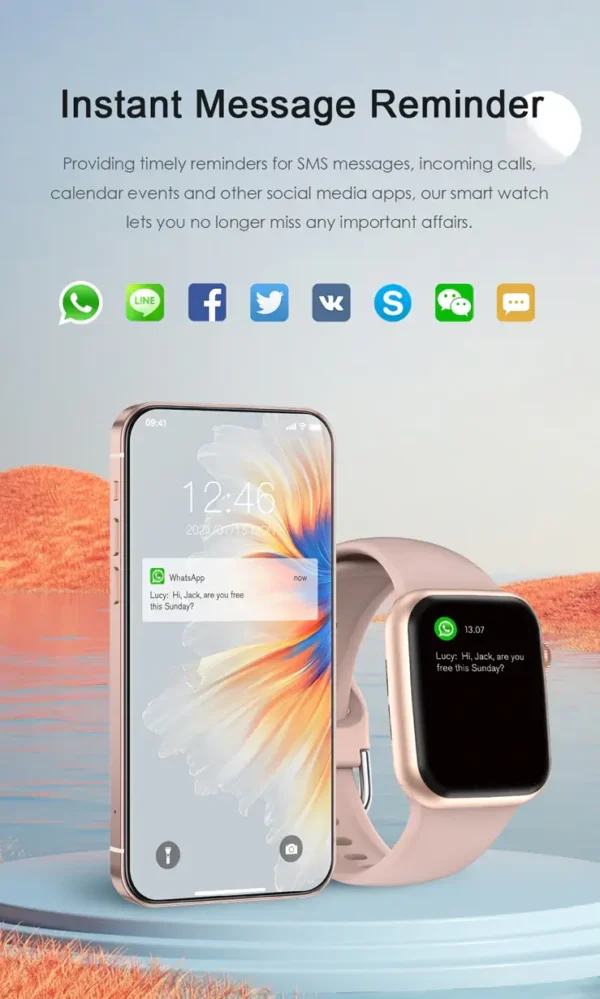 Instant Message Reminder
Providing timely reminders for SMS messages, incoming calls,
calendar events and other social media apps, our smart watch
lets you no longer miss any important affairs.
LINE
09:41
12:46
WhatsApp now
Lucy: Hi, Jack, are you free
this Sunday?
13.07
Lucy: Hi, Jack, are you
free this Sunday?